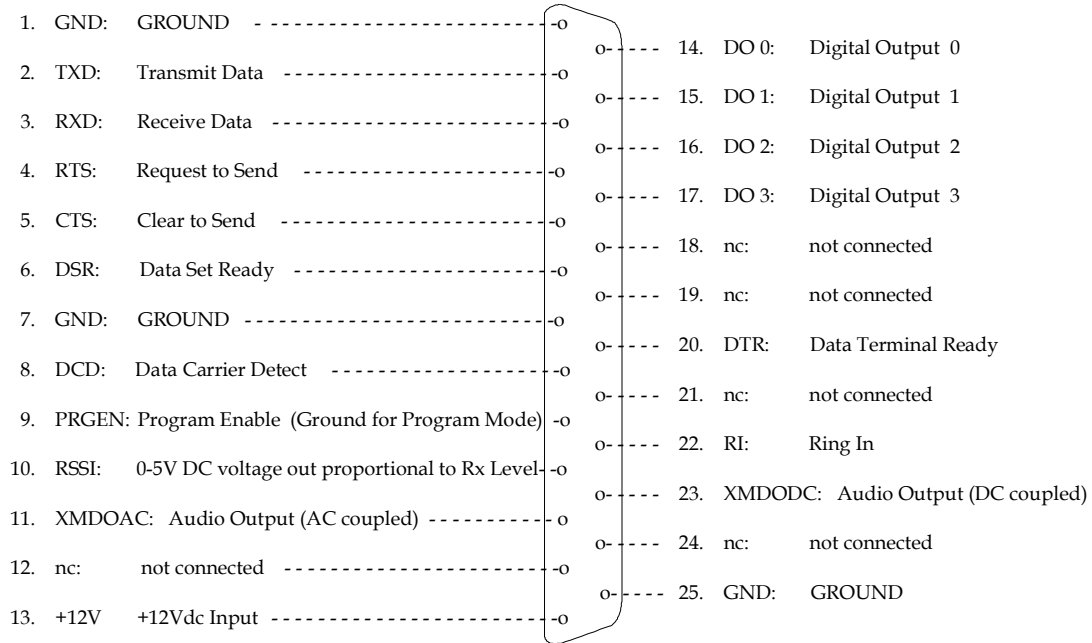 1. GND: GROUND
2. TXD: Transmit Data
3. RXD: Receive Data
4. RTS: Request to Send
5. CTS: Clear to Send
6. DSR: Data Set Ready
7. GND: GROUND
8. DCD: Data Carrier Detect
9. PRGEN: Program Enable (Ground for Program Mode)
10. RSSI: 0-5V DC voltage out proportional to Rx Level
11. XMDOAC: Audio Output (AC coupled)
12. nc: not connected
13. +12V +12Vdc Input
14. DO 0: Digital Output 0
15. DO 1: Digital Output 1
16. DO 2: Digital Output 2
17. DO 3: Digital Output 3
18. nc: not connected
19. nc: not connected
20. DTR: Data Terminal Ready
21. nc: not connected
22. RI: Ring In
23. XMDODC: Audio Output (DC coupled)
24. nc: not connected
25. GND: GROUND